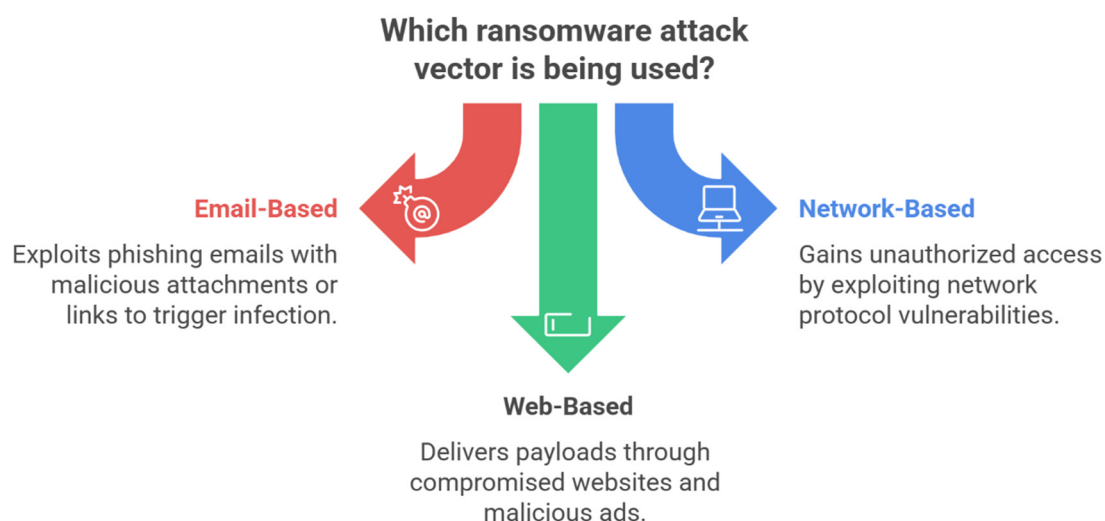 Which ransomware attack
vector is being used?
Email-Based
Exploits phishing emails with
malicious attachments or
links to trigger infection.
Network-Based
Gains unauthorized access
by exploiting network
protocol vulnerabilities.
Web-Based
Delivers payloads through
compromised websites and
malicious ads.